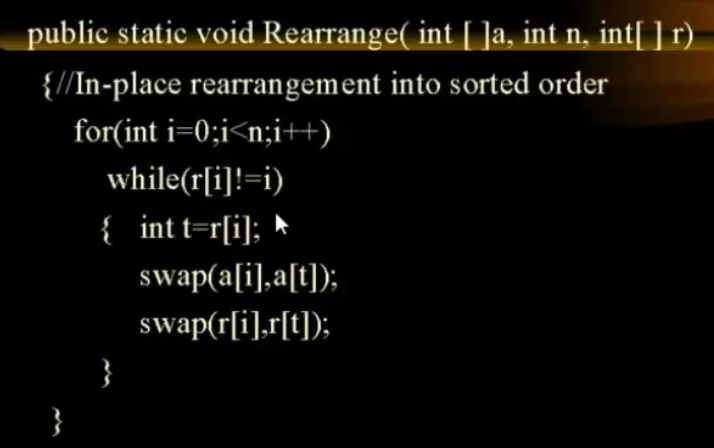 public static void Rearrange( int [ ]a, int n, int[ ] r)
{//In-place rearrangement into sorted order
for(int i=0;i<n;i++)
while(r[i]!=i)
{ int t=r[i];
swap(a[i],a[t]);
swap(r[i],r[t]);
}
}